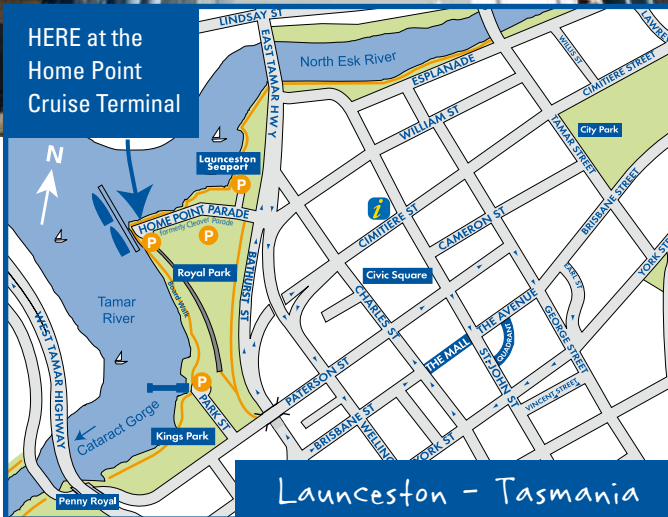 HERE at the
Home Point
Cruise Terminal
LINDSAY ST
EAST TAMAR HWY
North Esk River
ESPLANADE
WILLIS ST
LAWRE
CIMITIERE STREET
WILLIAM ST
TAMAR STREET
City Park
N
Launceston
Seaport
P
HOME POINT PARADE
formerly Cleaver Parade
P
P
i
CIMITIERE ST
CAMERON ST
BRISBANE STREET
YORK ST
Royal Park
BATHURST ST
Civic Square
EARL ST
Board Walk
Tamar
River
CHARLES ST
THE AVENUE
THE MALL
QUADRANT
GEORGE STREET
WEST TAMAR HIGHWAY
ST JOHN ST
PATERSON ST
P
PARK ST
VINCENT STREET
Cataract Gorge
Kings Park
BRISBANE ST
WELLING
YORK ST
Penny Royal
Launceston - Tasmania